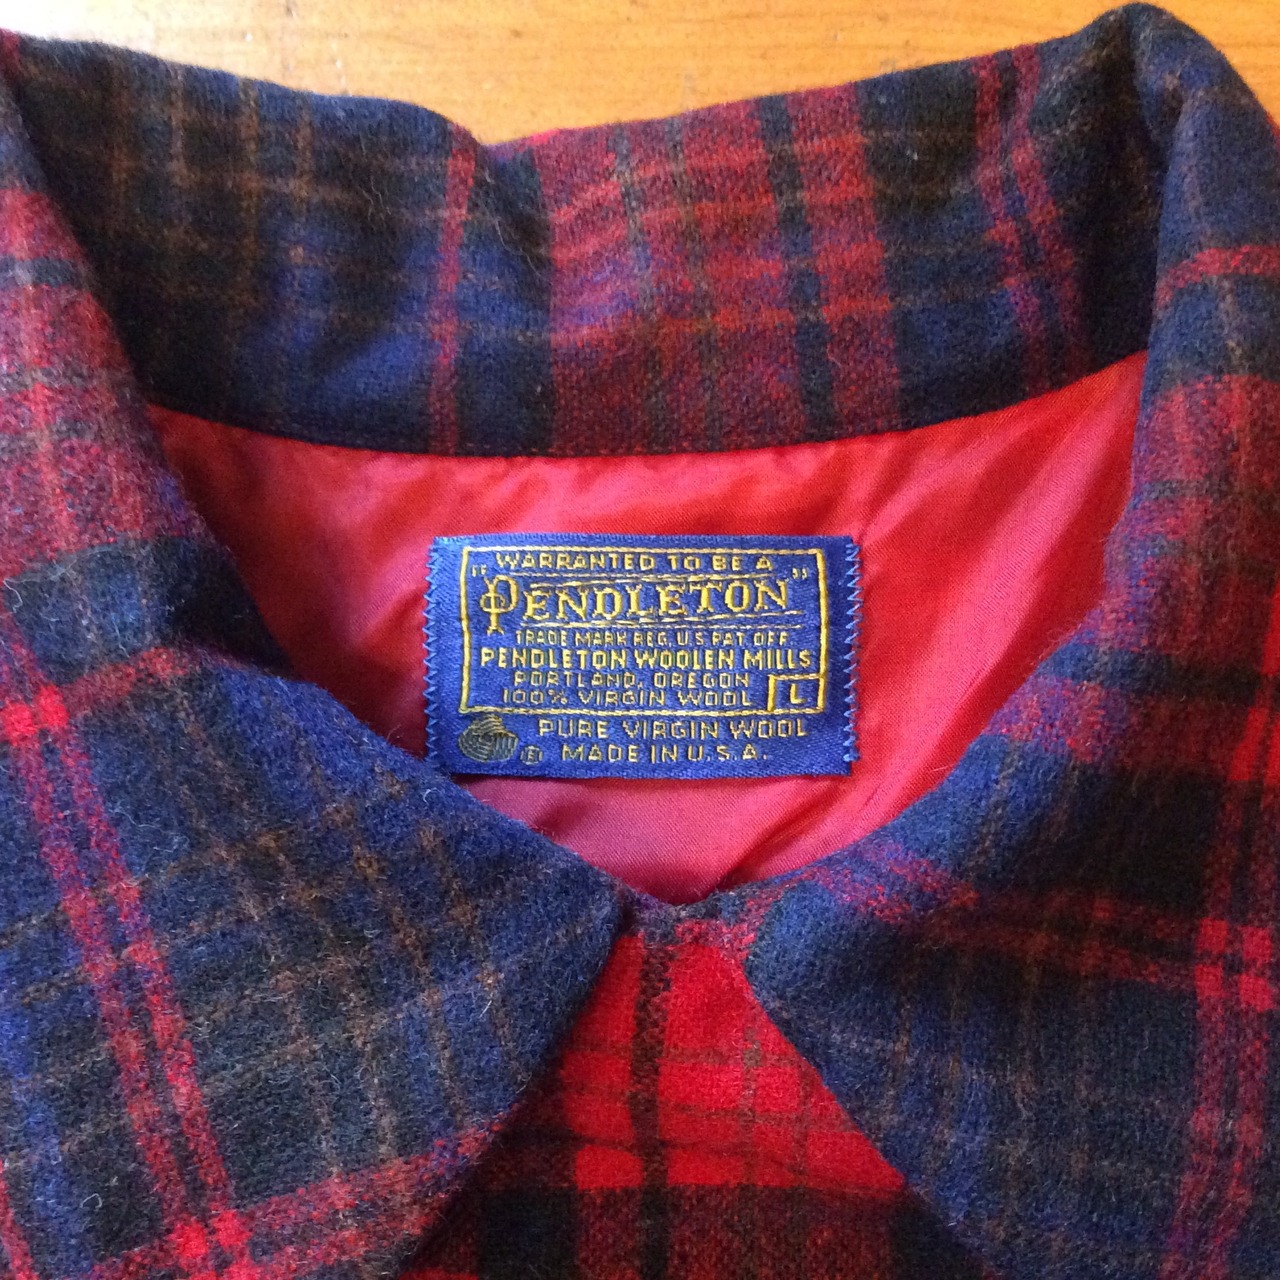 WARRANTED TO BE A
"PENDLETON"
TRADE MARK REG. U.S. PAT. OFF.
PENDLETON WOOLEN MILLS
PORTLAND, OREGON
100% VIRGIN WOOL L
PURE VIRGIN WOOL
MADE IN U.S.A.